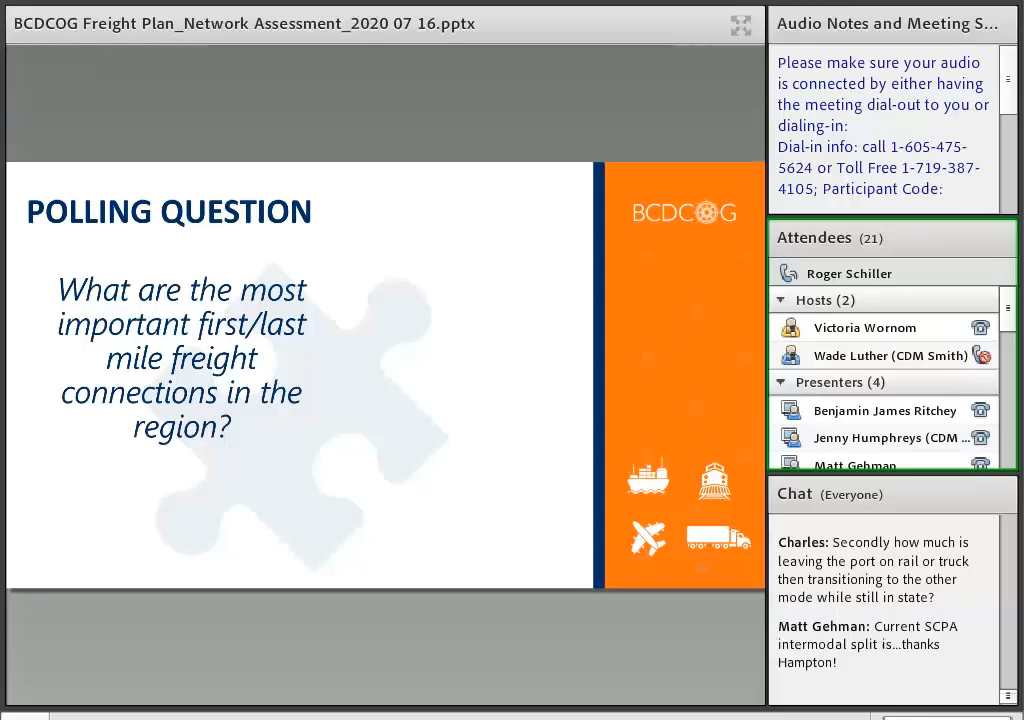 BCDCOG Freight Plan_Network Assessment_2020 07 16.pptx
POLLING QUESTION
What are the most
important first/last
mile freight
connections in the
region?
BCDCOG
Audio Notes and Meeting S...
Please make sure your audio
is connected by either having
the meeting dial-out to you or
dialing-in:
Dial-in info: call 1-605-475-
5624 or Toll Free 1-719-387-
4105; Participant Code:
Attendees (21)
Roger Schiller
Hosts (2)
Victoria Wornom
Wade Luther (CDM Smith)
Presenters (4)
Benjamin James Ritchey
Jenny Humphreys (CDM ...
Matt Gehman
Chat (Everyone)
Charles: Secondly how much is
leaving the port on rail or truck
then transitioning to the other
mode while still in state?
Matt Gehman: Current SCPA
intermodal split is...thanks
Hampton!